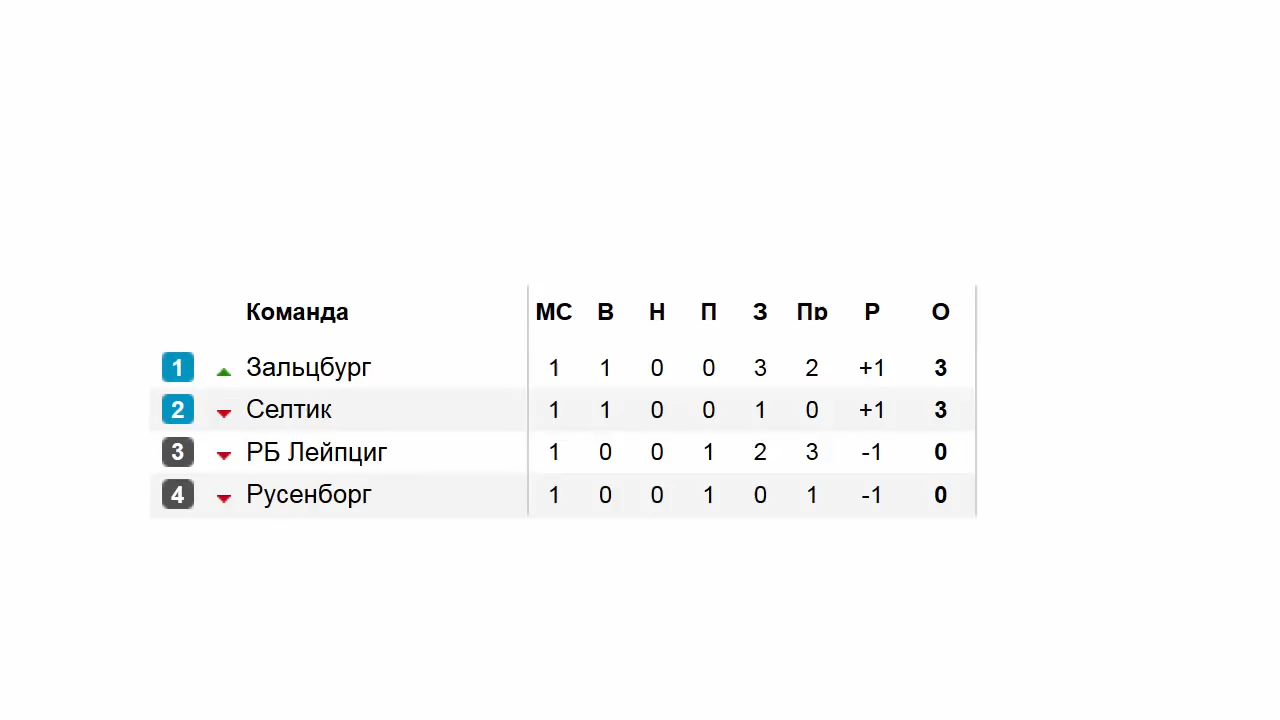 Команда МС В Н П З Пр Р О
1 Зальцбург 1 1 0 0 3 2 +1 3
2 Селтик 1 1 0 0 1 0 +1 3
3 РБ Лейпциг 1 0 0 1 2 3 -1 0
4 Русенборг 1 0 0 1 0 1 -1 0